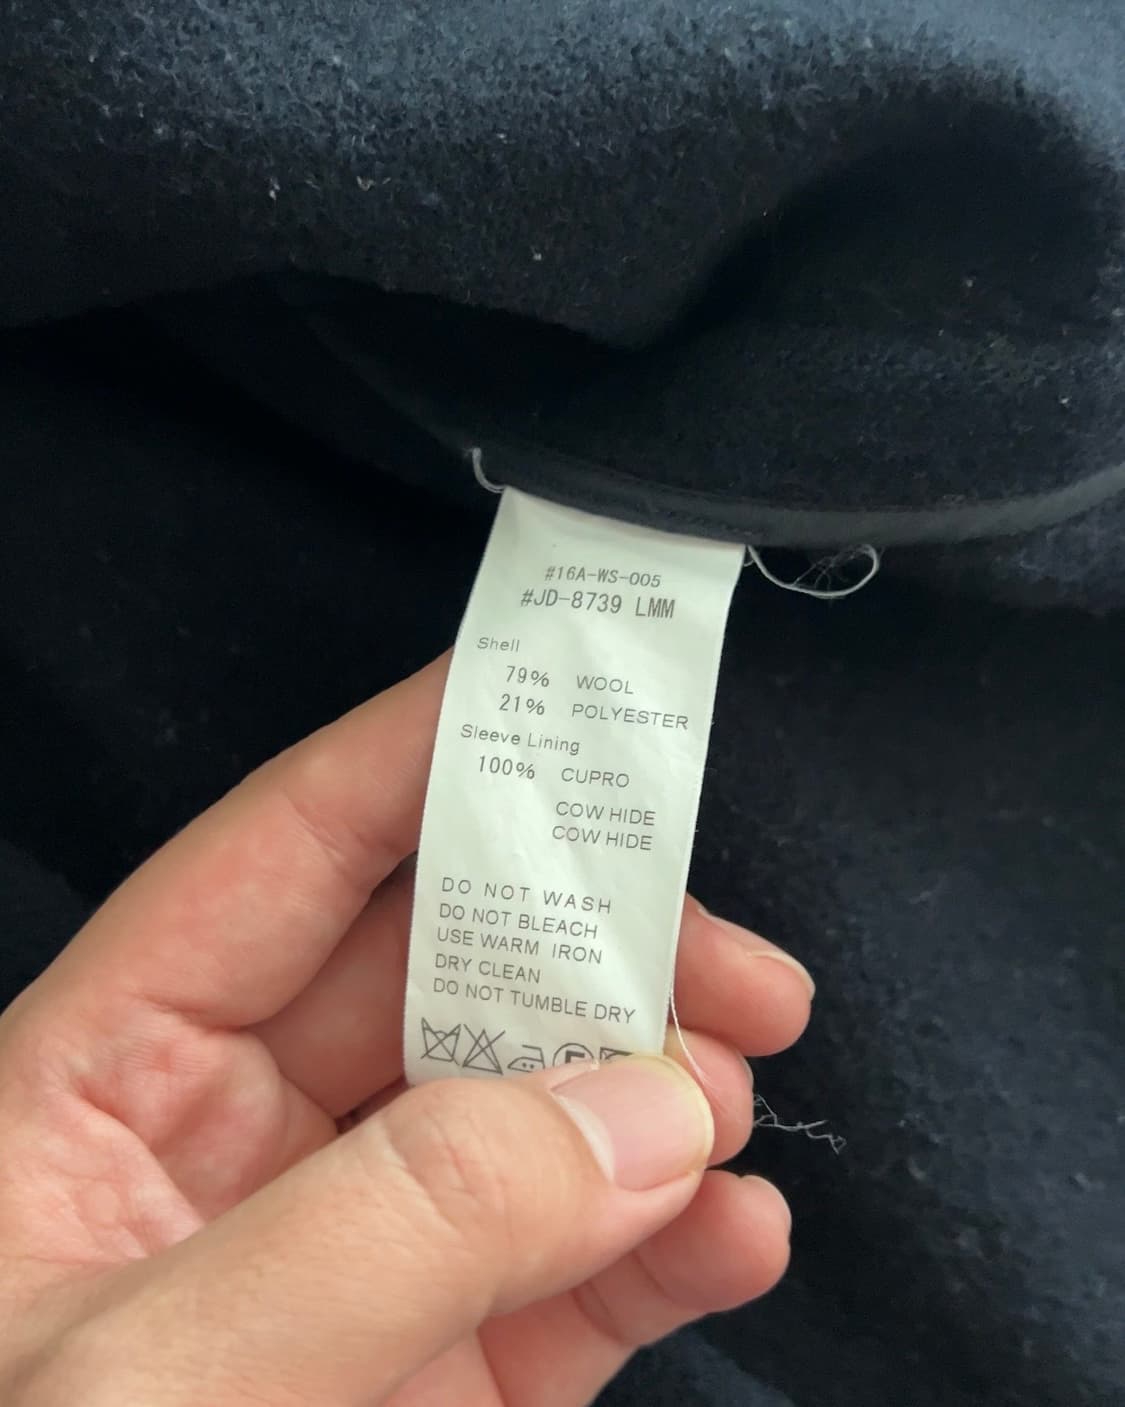 #16A-WS-005
#JD-8739 LMM
Shell
79% WOOL
21% POLYESTER
Sleeve Lining
100% CUPRO
COW HIDE
COW HIDE
DO NOT WASH
DO NOT BLEACH
USE WARM IRON
DRY CLEAN
DO NOT TUMBLE DRY